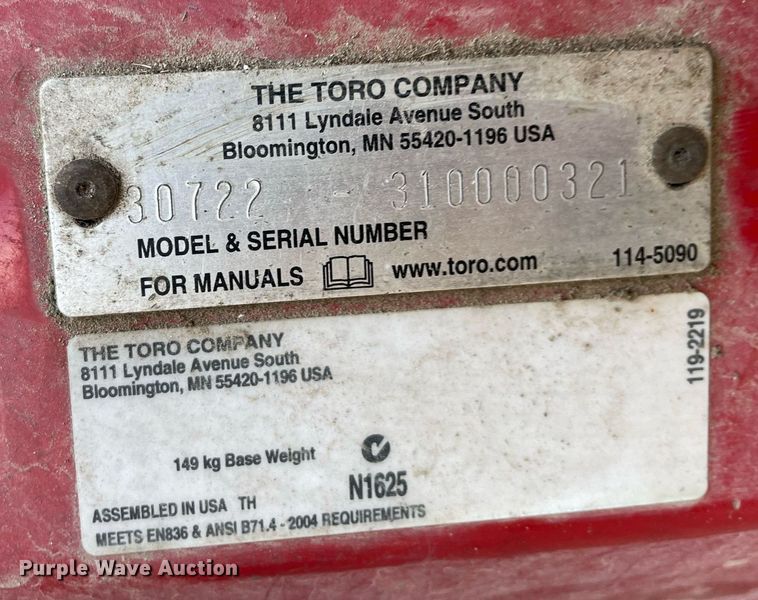 THE TORO COMPANY
8111 Lyndale Avenue South
Bloomington, MN 55420-1196 USA
30722 - 310000321
MODEL & SERIAL NUMBER
FOR MANUALS www.toro.com 114-5090
THE TORO COMPANY
8111 Lyndale Avenue South
Bloomington, MN 55420-1196 USA
119-2219
149 kg Base Weight
N1625
ASSEMBLED IN USA TH
MEETS EN836 & ANSI B71.4 - 2004 REQUIREMENTS
Purple Wave Auction